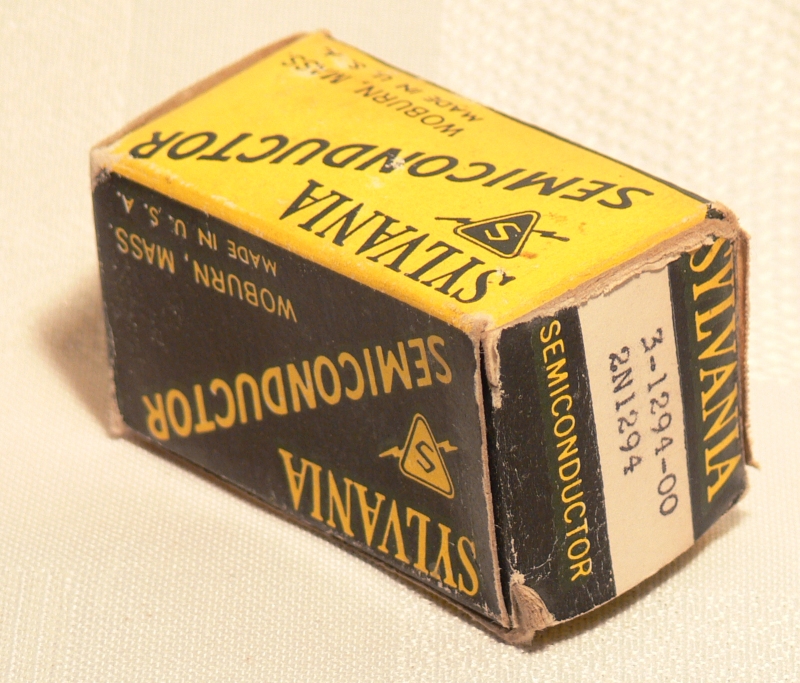 SYLVANIA
S
SEMICONDUCTOR
WOBURN, MASS.
MADE IN U. S. A.
SYLVANIA
S
SEMICONDUCTOR
WOBURN, MASS.
MADE IN U. S. A.
SYLVANIA
3-1294-00
2N1294
SEMICONDUCTOR